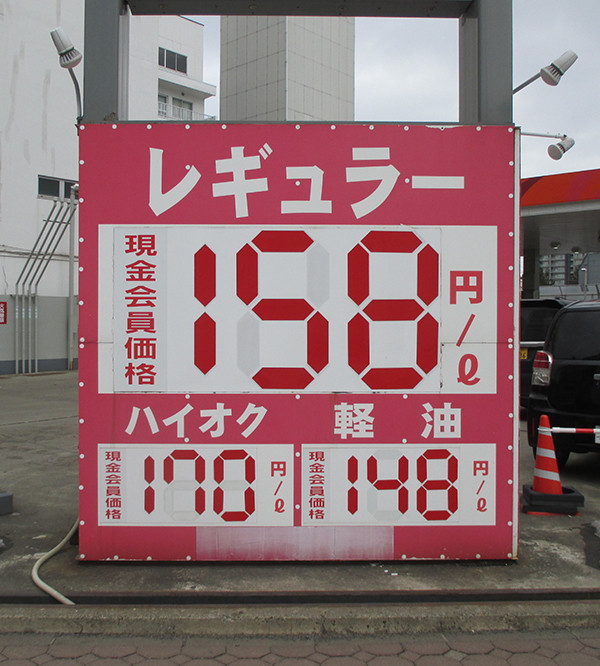 レギュラー
現金会員価格
158
円/ℓ
ハイオク
現金会員価格
170
円/ℓ
軽油
現金会員価格
148
円/ℓ